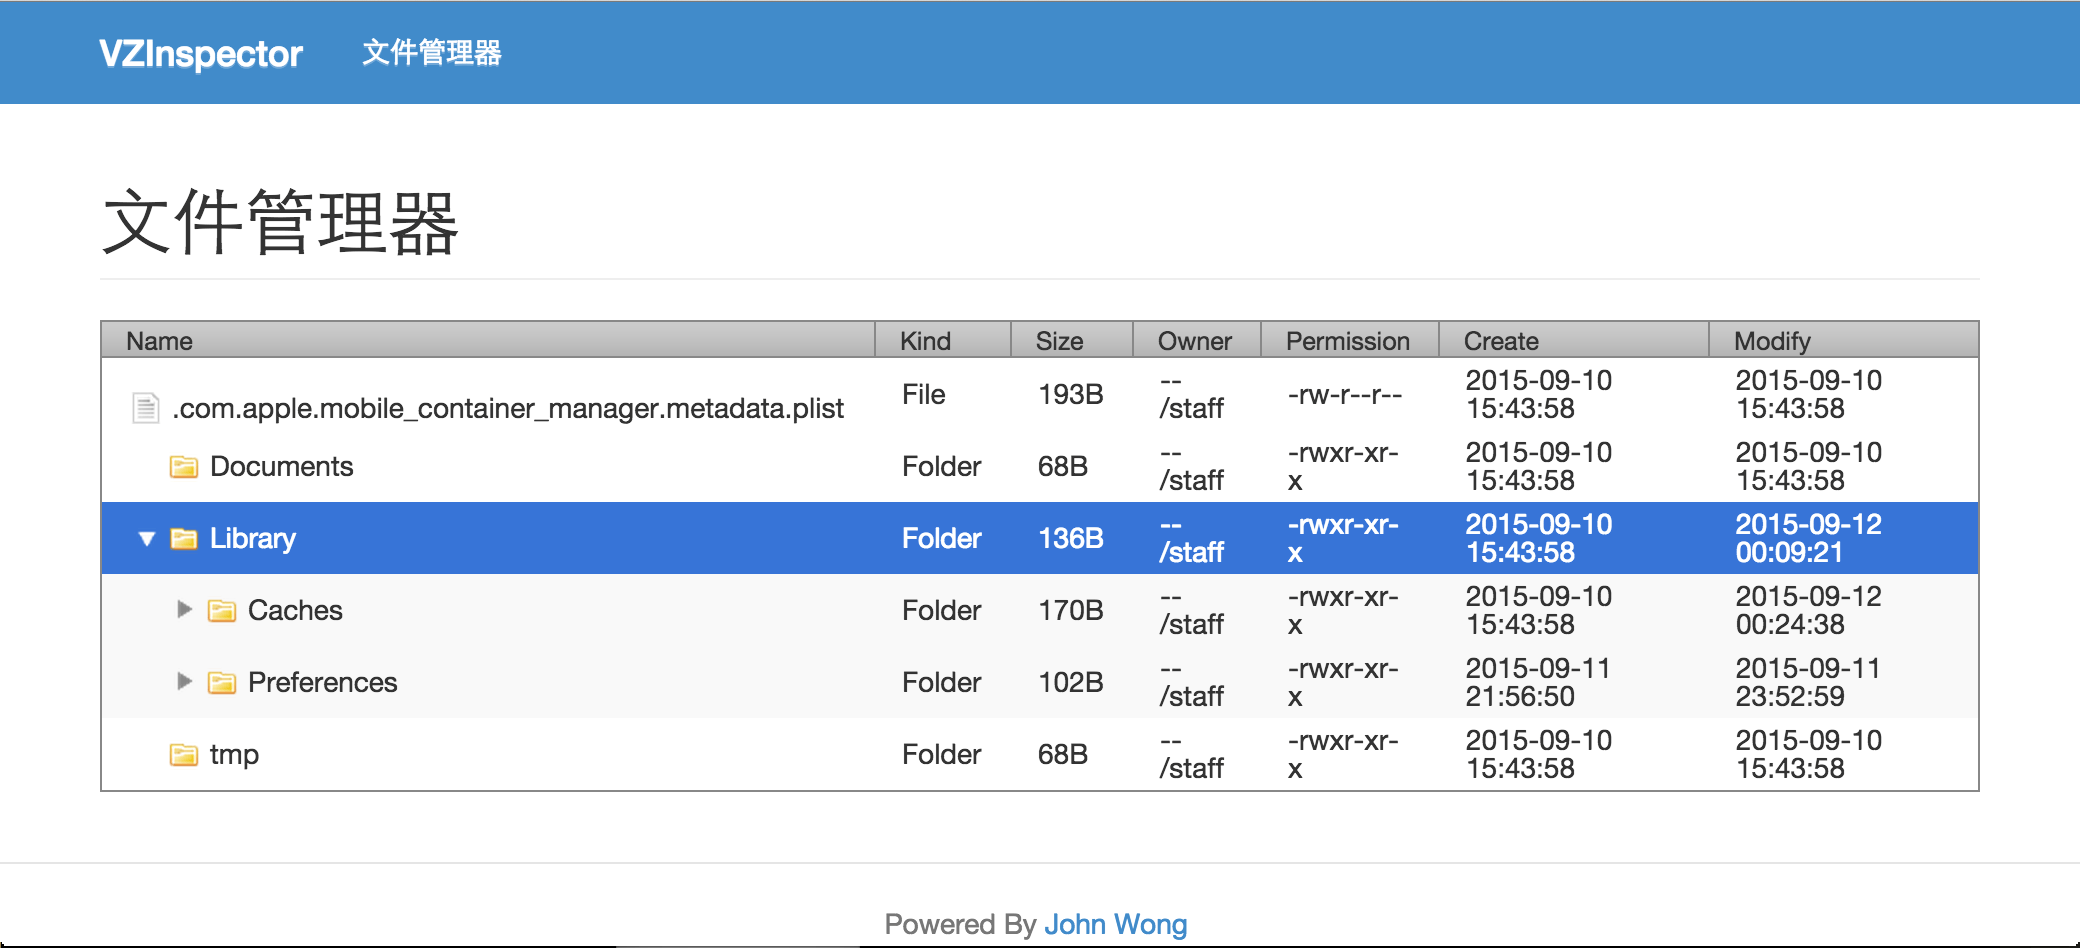 VZInspector 文件管理器
文件管理器
Name Kind Size Owner Permission Create Modify
.com.apple.mobile_container_manager.metadata.plist File 193B -- /staff -rw-r--r-- 2015-09-10 15:43:58 2015-09-10 15:43:58
Documents Folder 68B -- /staff -rwxr-xr-x 2015-09-10 15:43:58 2015-09-10 15:43:58
Library Folder 136B -- /staff -rwxr-xr-x 2015-09-10 15:43:58 2015-09-12 00:09:21
Caches Folder 170B -- /staff -rwxr-xr-x 2015-09-10 15:43:58 2015-09-12 00:24:38
Preferences Folder 102B -- /staff -rwxr-xr-x 2015-09-11 21:56:50 2015-09-11 23:52:59
tmp Folder 68B -- /staff -rwxr-xr-x 2015-09-10 15:43:58 2015-09-10 15:43:58
Powered By John Wong